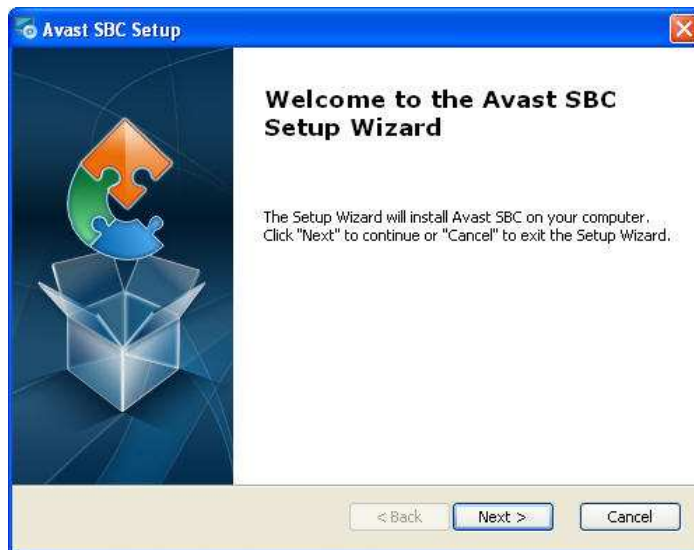 Avast SBC Setup
Welcome to the Avast SBC
Setup Wizard
The Setup Wizard will install Avast SBC on your computer.
Click "Next" to continue or "Cancel" to exit the Setup Wizard.
< Back
Next >
Cancel